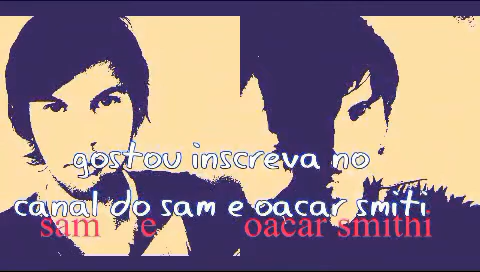 gostou inscreva no
canal do sam e oacar smiti
sam e oacar smithi